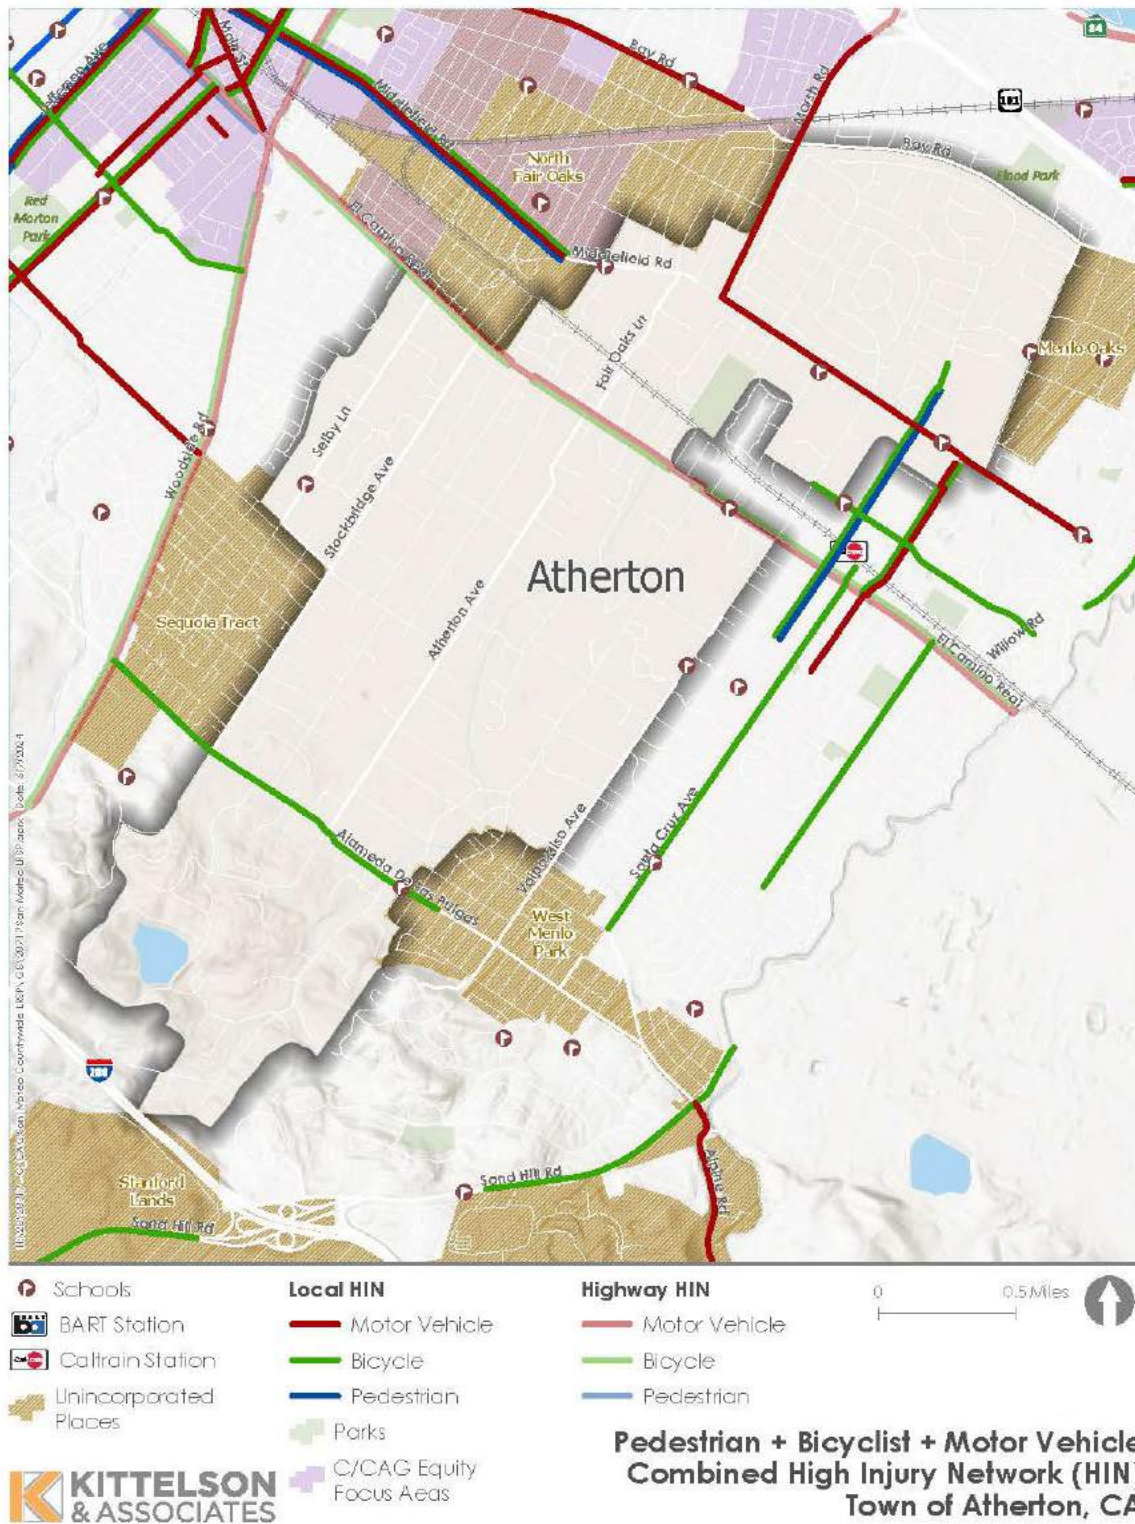 84
Main St
Bay Rd
Marsh Rd
101
Middlefield Rd
Bay Rd
Flood Park
North
Fair Oaks
Red
Morton
Park
El Camino Real
Middlefield Rd
Menlo Oaks
Fair Oaks Ln
Selby Ln
Woodside Rd
Stockbridge Ave
Atherton
Atherton Ave
Sequoia Tract
Willow Rd
El Camino Real
Alameda De Las Pulgas
Valparaiso Ave
Santa Cruz Ave
West
Menlo
Park
280
Sand Hill Rd
Alpine Rd
Stanford
Lands
Sand Hill Rd
Schools
BART Station
Caltrain Station
Unincorporated
Places
Local HIN
Motor Vehicle
Bicycle
Pedestrian
Parks
C/CAG Equity
Focus Aeas
Highway HIN
Motor Vehicle
Bicycle
Pedestrian
0 0.5 Miles
KITTELSON
& ASSOCIATES
Pedestrian + Bicyclist + Motor Vehicle
Combined High Injury Network (HIN)
Town of Atherton, CA